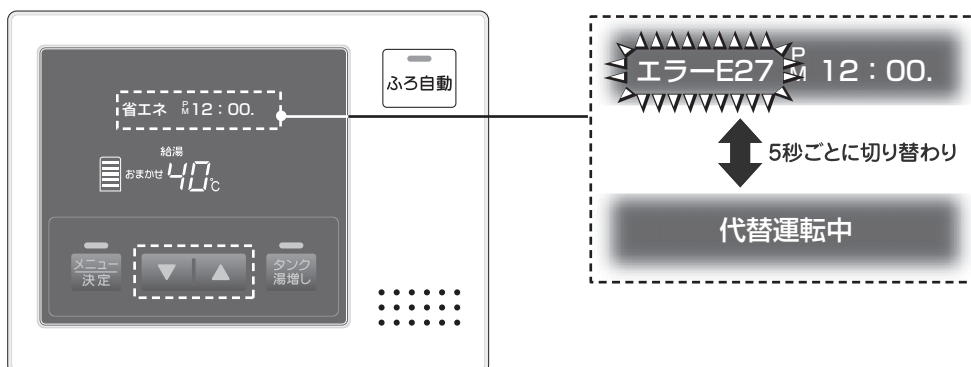 ふろ自動
省エネ PM12：00.
給湯
おまかせ 40℃
メニュー
決定
▼ ▲
タンク
湯増し
エラーE27 PM 12：00.
5秒ごとに切り替わり
代替運転中